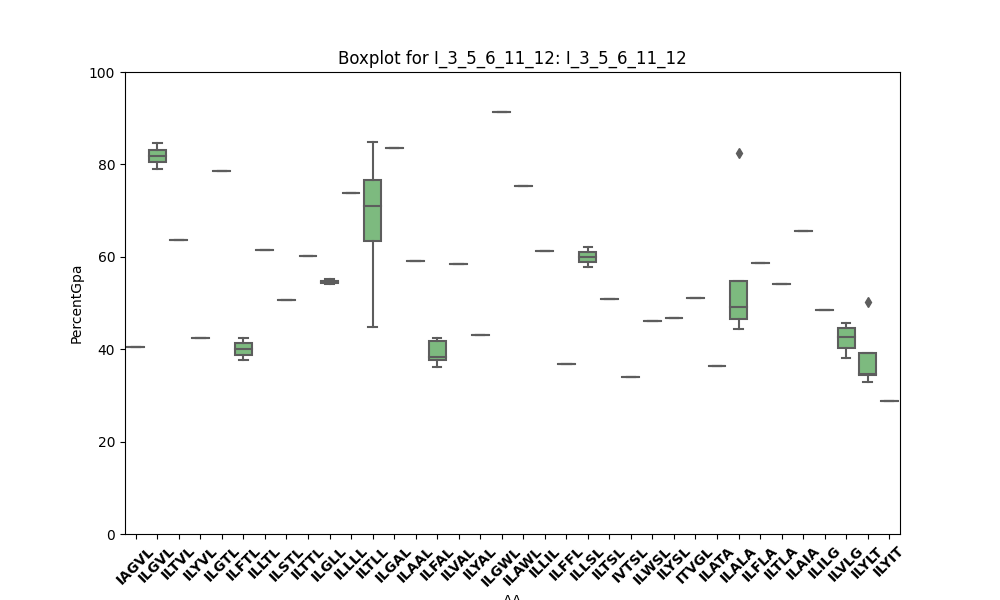 Boxplot for I_3_5_6_11_12: I_3_5_6_11_12
PercentGpa
100
80
60
40
20
0
IAGVL
ILGVL
ILTVL
ILYVL
ILGTL
ILFTL
ILLTL
ILSTL
ILTTL
ILGLL
ILLLL
ILTLL
ILGAL
ILAAL
ILFAL
ILVAL
ILYAL
ILGWL
ILAWL
ILLIL
ILFFL
ILLSL
ILTSL
IVTSL
ILWSL
ILYSL
ITVGL
ILATA
ILALA
ILFLA
ILTLA
ILAIA
ILILG
ILVLG
ILYLT
ILYIT
AA